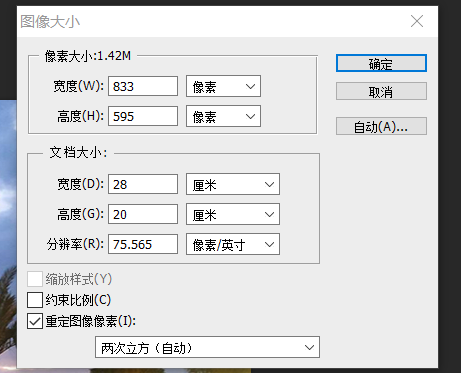 图像大小
像素大小:1.42M
宽度(W): 833 像素
高度(H): 595 像素
确定
取消
自动(A)...
文档大小:
宽度(D): 28 厘米
高度(G): 20 厘米
分辨率(R): 75.565 像素/英寸
缩放样式(Y)
约束比例(C)
重定图像像素(I):
两次立方（自动）